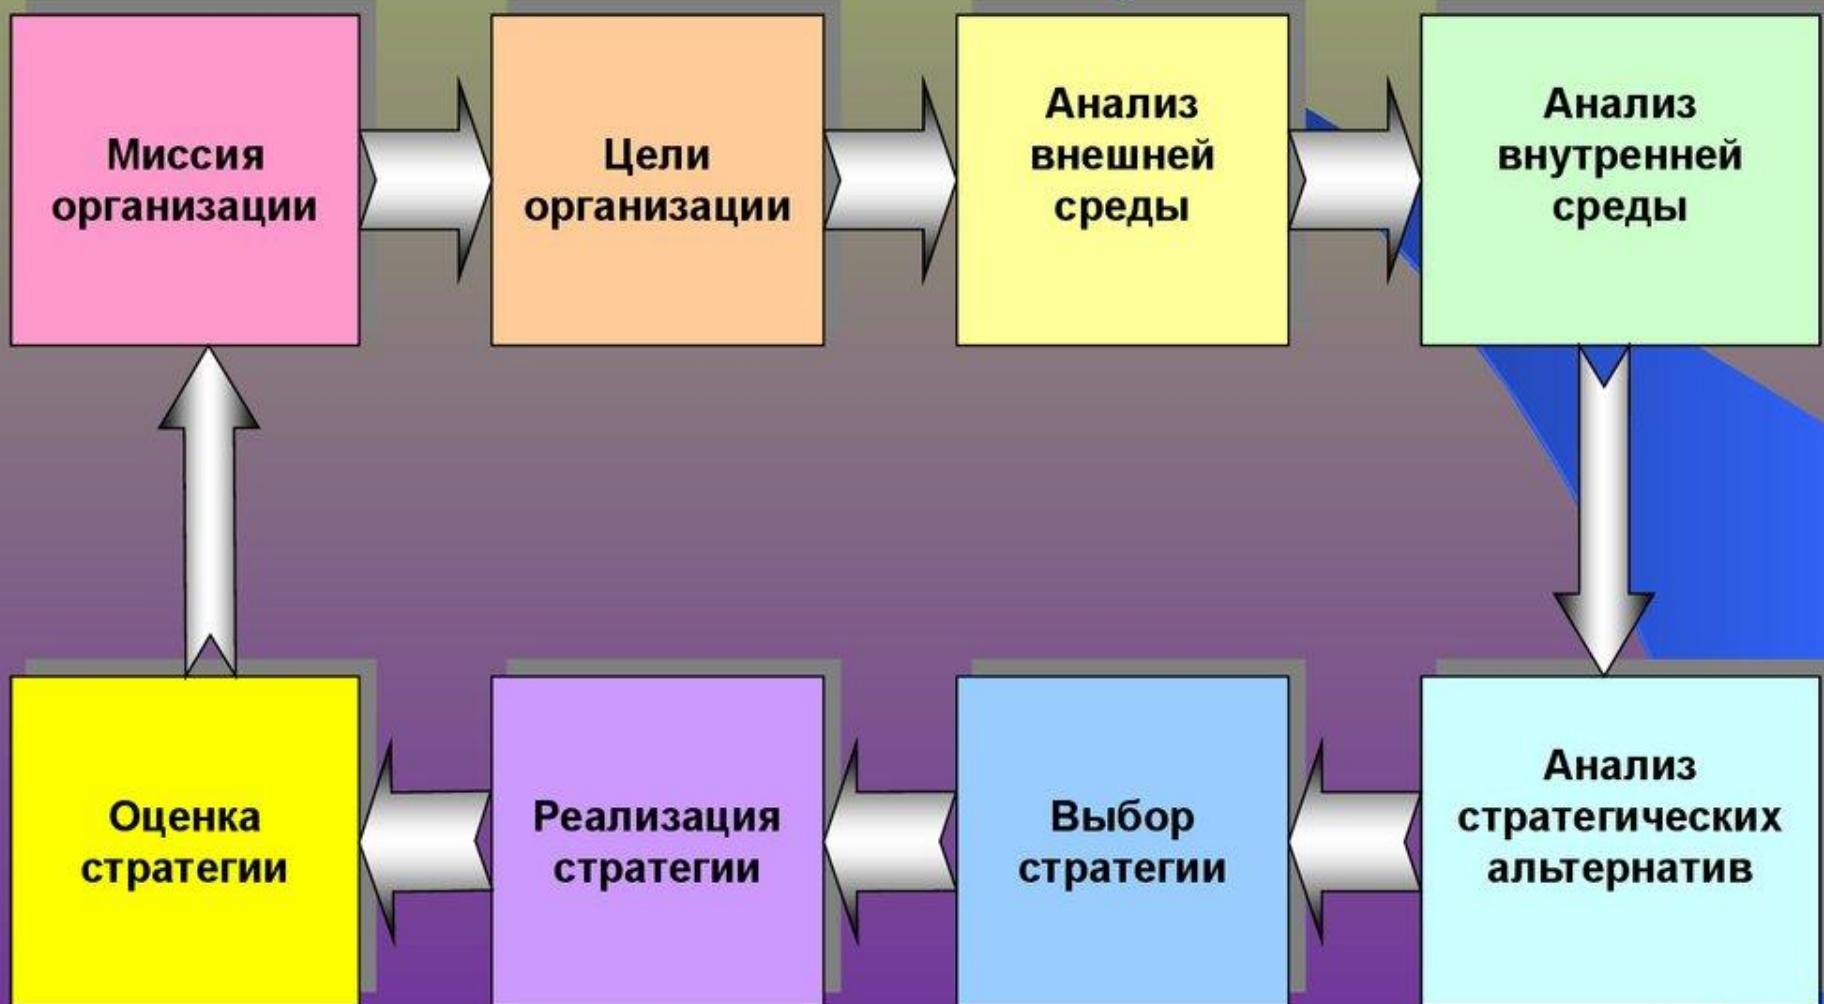 Миссия
организации
Цели
организации
Анализ
внешней
среды
Анализ
внутренней
среды
Анализ
стратегических
альтернатив
Выбор
стратегии
Реализация
стратегии
Оценка
стратегии